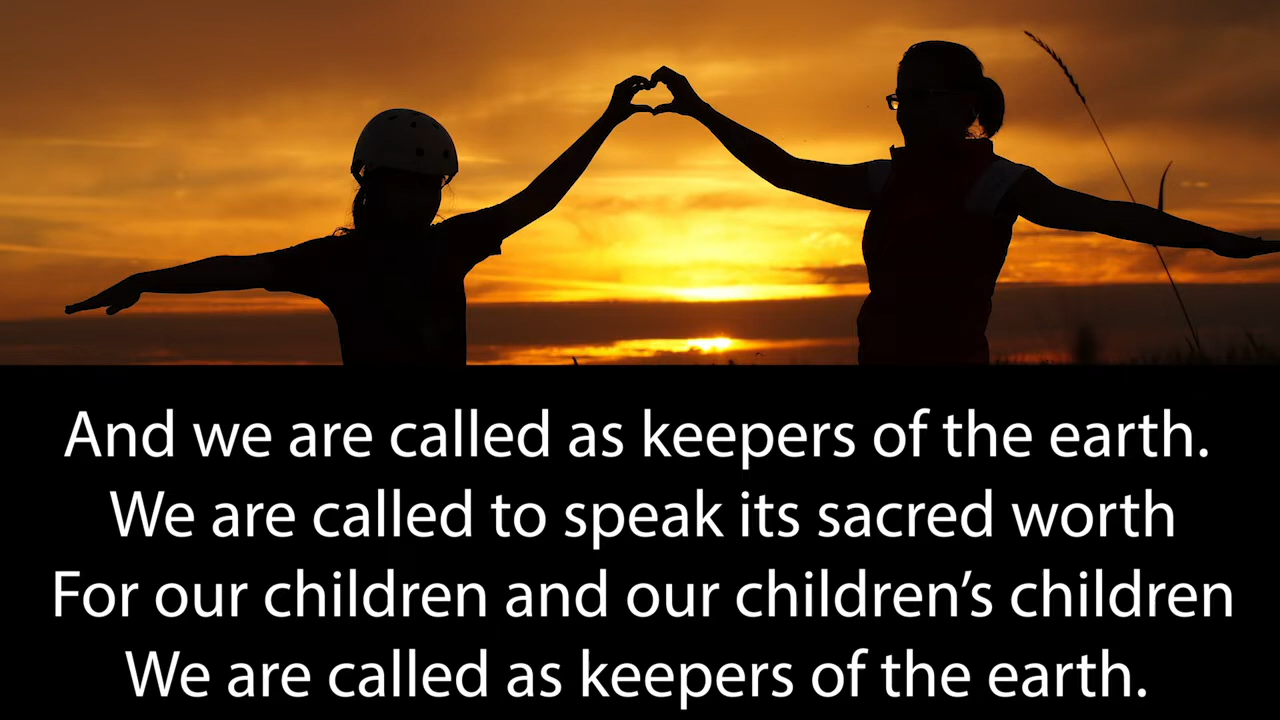 And we are called as keepers of the earth.
We are called to speak its sacred worth
For our children and our children’s children
We are called as keepers of the earth.